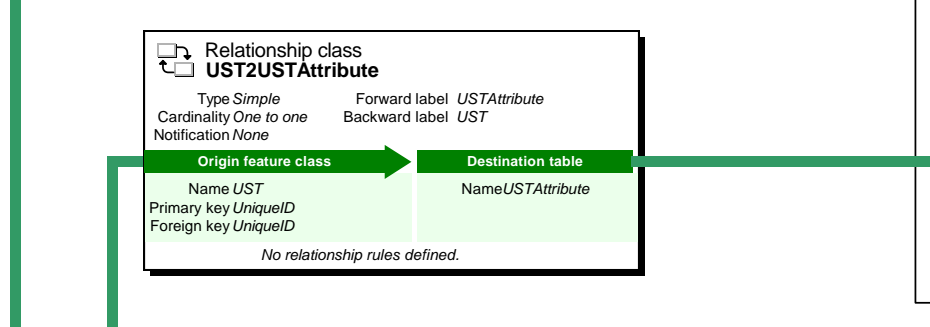 Relationship class
UST2USTAttribute
Type Simple Forward label USTAttribute
Cardinality One to one Backward label UST
Notification None
Origin feature class Destination table
Name UST NameUSTAttribute
Primary key UniqueID
Foreign key UniqueID
No relationship rules defined.